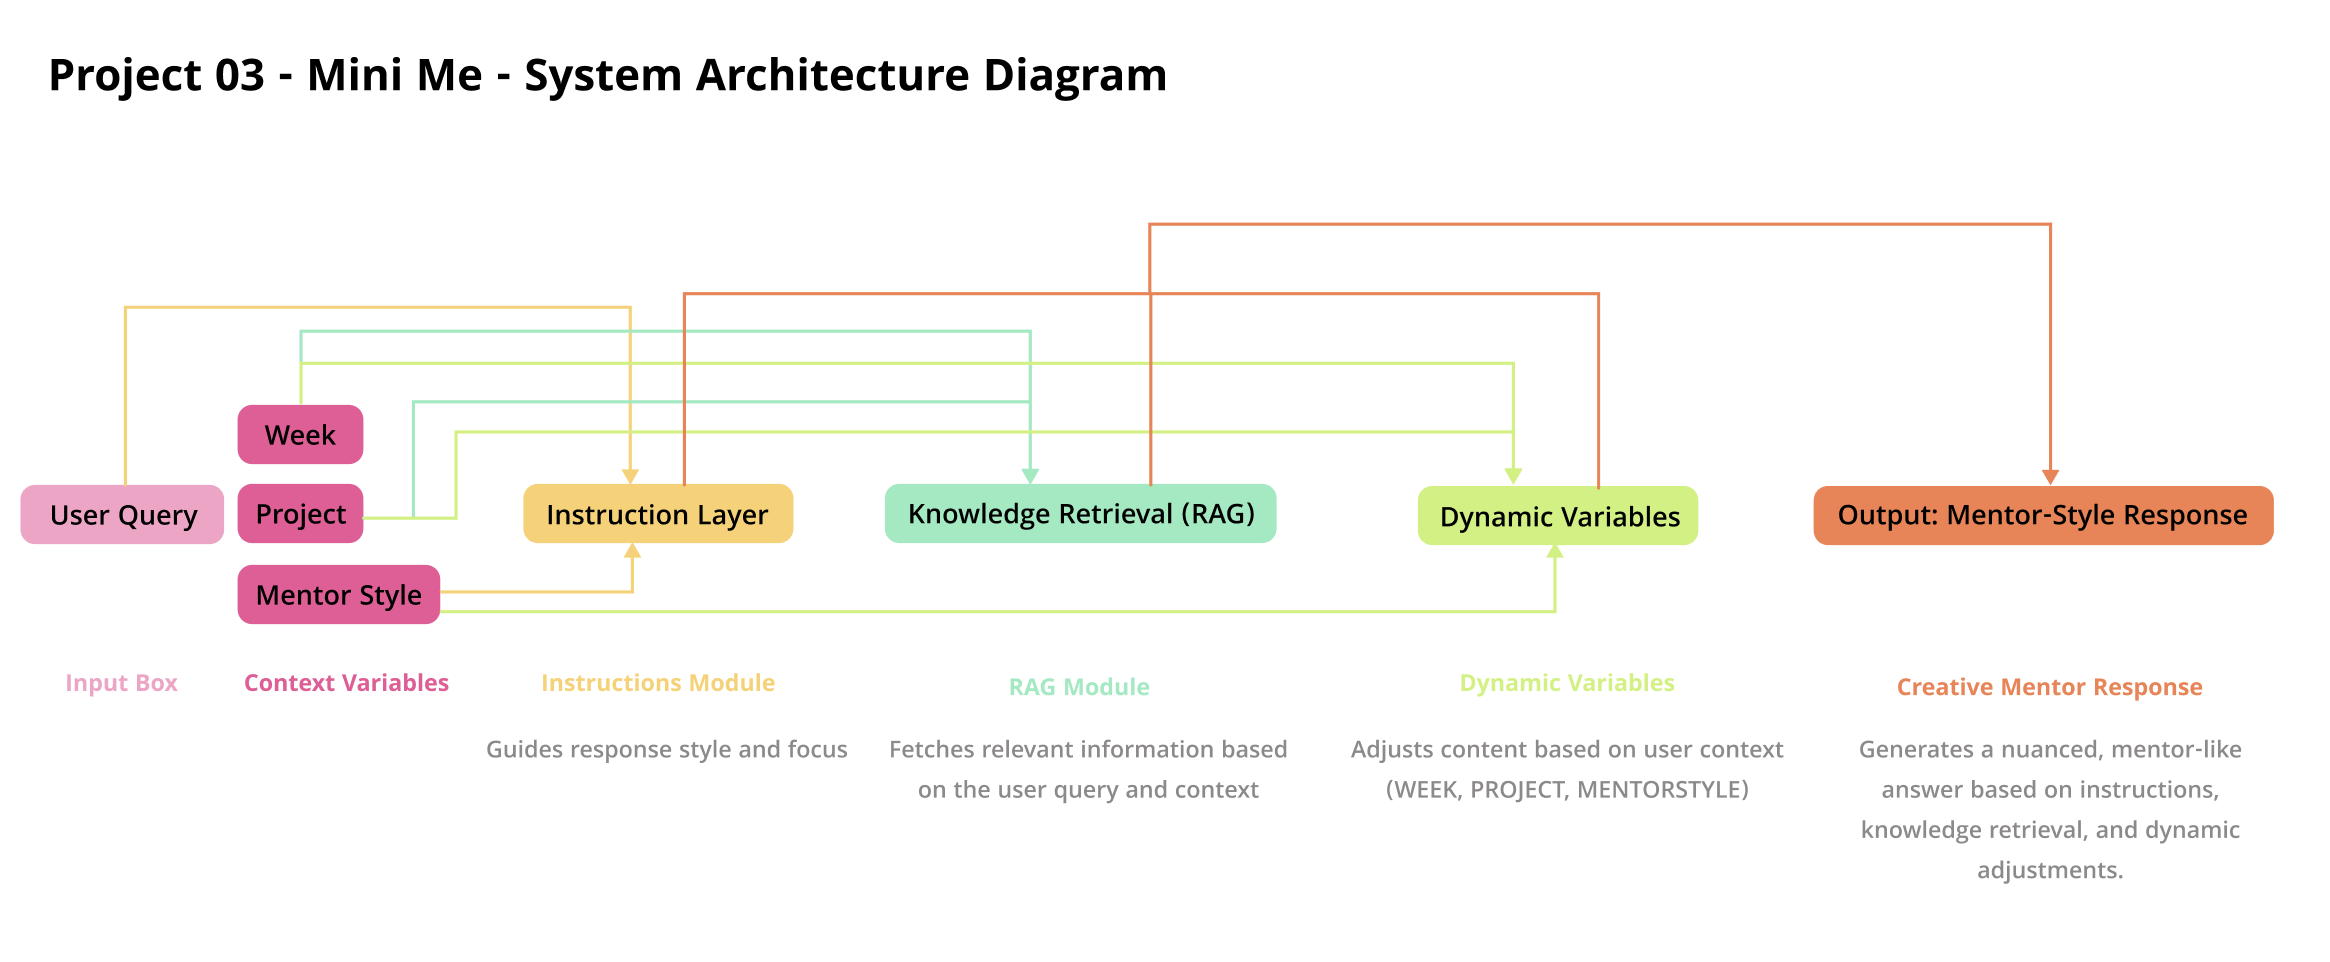 Project 03 - Mini Me - System Architecture Diagram
Week
User Query
Project
Instruction Layer
Knowledge Retrieval (RAG)
Dynamic Variables
Output: Mentor-Style Response
Mentor Style
Input Box
Context Variables
Instructions Module
Guides response style and focus
RAG Module
Fetches relevant information based
on the user query and context
Dynamic Variables
Adjusts content based on user context
(WEEK, PROJECT, MENTORSTYLE)
Creative Mentor Response
Generates a nuanced, mentor-like
answer based on instructions,
knowledge retrieval, and dynamic
adjustments.